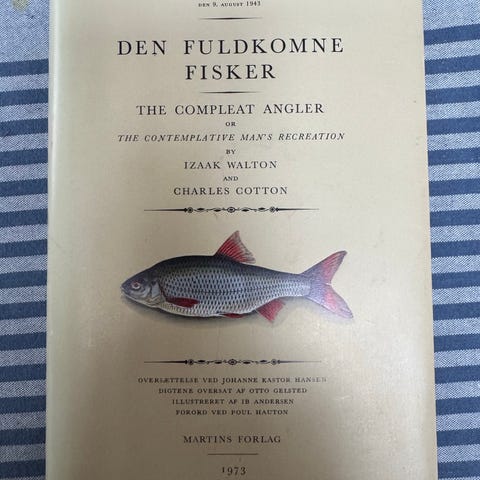 DEN 9. AUGUST 1943
DEN FULDKOMNE
FISKER
THE COMPLEAT ANGLER
OR
THE CONTEMPLATIVE MAN'S RECREATION
BY
IZAAK WALTON
AND
CHARLES COTTON
OVERSÆTTELSE VED JOHANNE KASTOR HANSEN
DIGTENE OVERSAT AF OTTO GELSTED
ILLUSTRERET AF IB ANDERSEN
FORORD VED POUL HAUTON
MARTINS FORLAG
1973